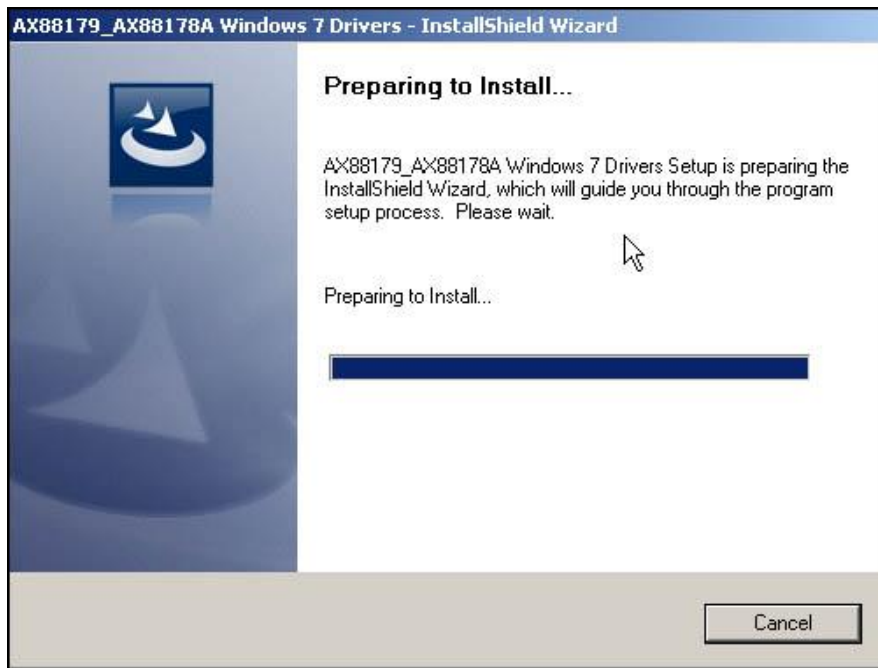 AX88179_AX88178A Windows 7 Drivers - InstallShield Wizard
Preparing to Install...
AX88179_AX88178A Windows 7 Drivers Setup is preparing the
InstallShield Wizard, which will guide you through the program
setup process.  Please wait.
Preparing to Install...
Cancel